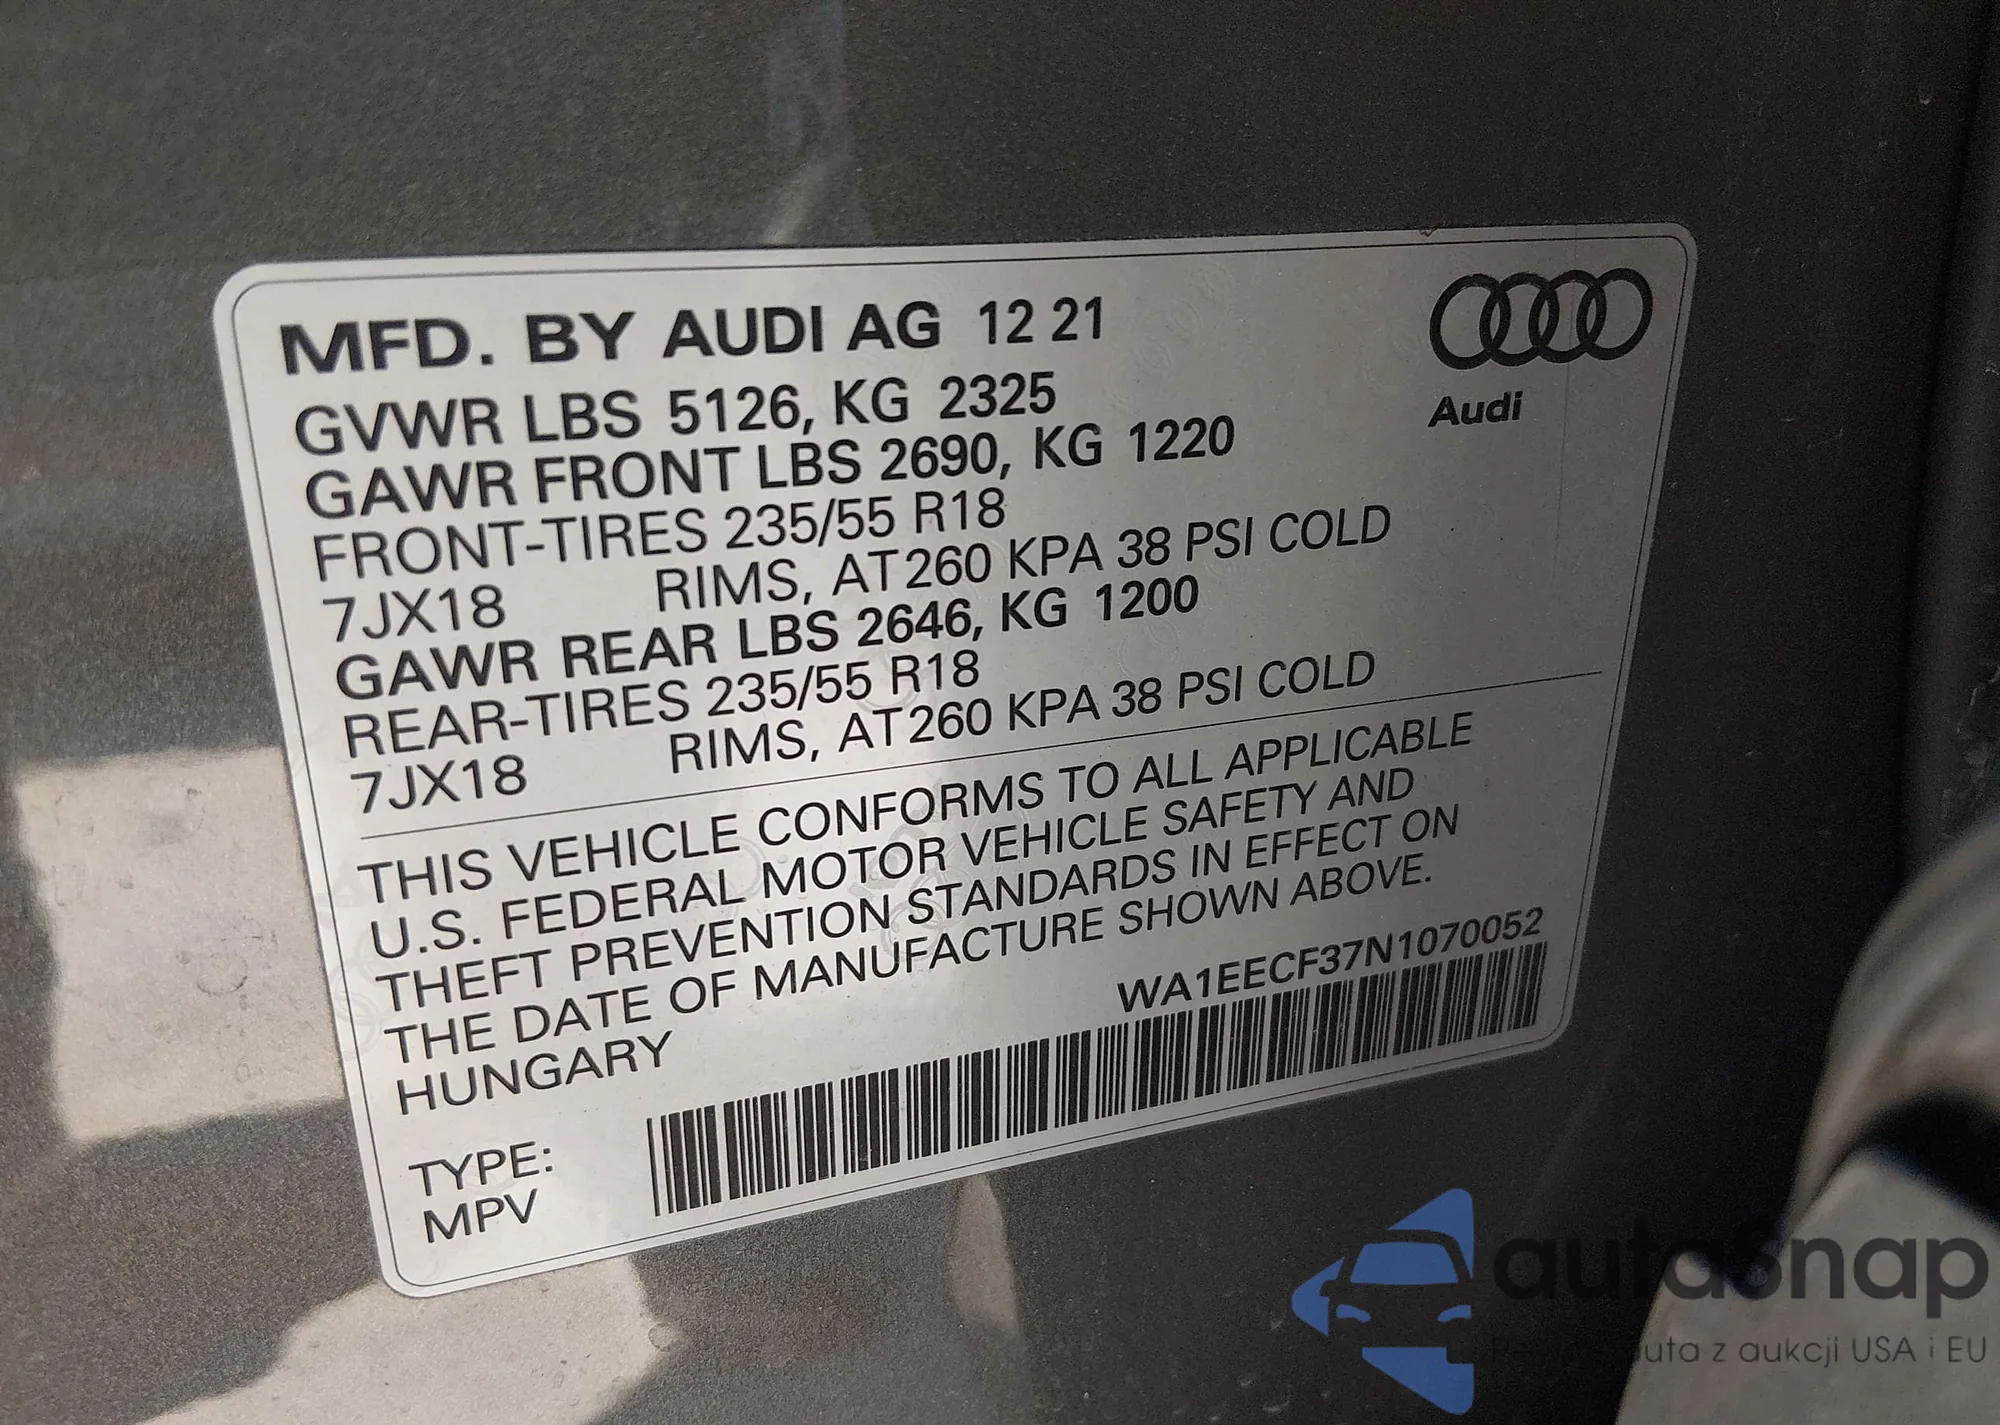 MFD. BY AUDI AG 12 21
Audi
GVWR LBS 5126, KG 2325
GAWR FRONT LBS 2690, KG 1220
FRONT-TIRES 235/55 R18
7JX18 RIMS, AT 260 KPA 38 PSI COLD
GAWR REAR LBS 2646, KG 1200
REAR-TIRES 235/55 R18
7JX18 RIMS, AT 260 KPA 38 PSI COLD
THIS VEHICLE CONFORMS TO ALL APPLICABLE
U.S. FEDERAL MOTOR VEHICLE SAFETY AND
THEFT PREVENTION STANDARDS IN EFFECT ON
THE DATE OF MANUFACTURE SHOWN ABOVE.
HUNGARY
WA1EECF37N1070052
TYPE:
MPV
autasnap
auta z aukcji USA i EU